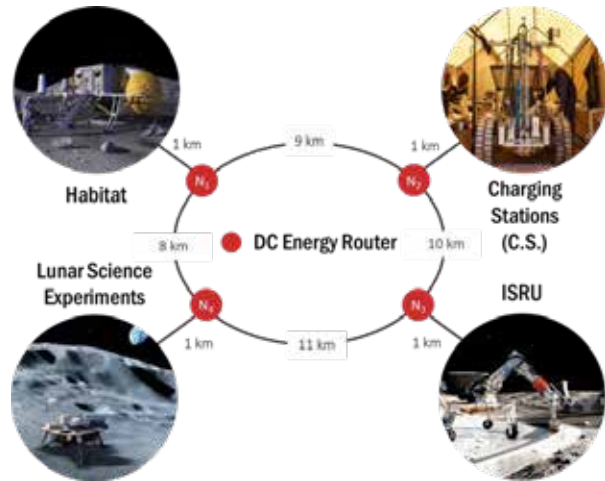 9 km
1 km
1 km
N₁
N₂
Habitat
Charging
Stations
(C.S.)
8 km
DC Energy Router
10 km
Lunar Science
Experiments
ISRU
N₄
N₃
1 km
11 km
1 km